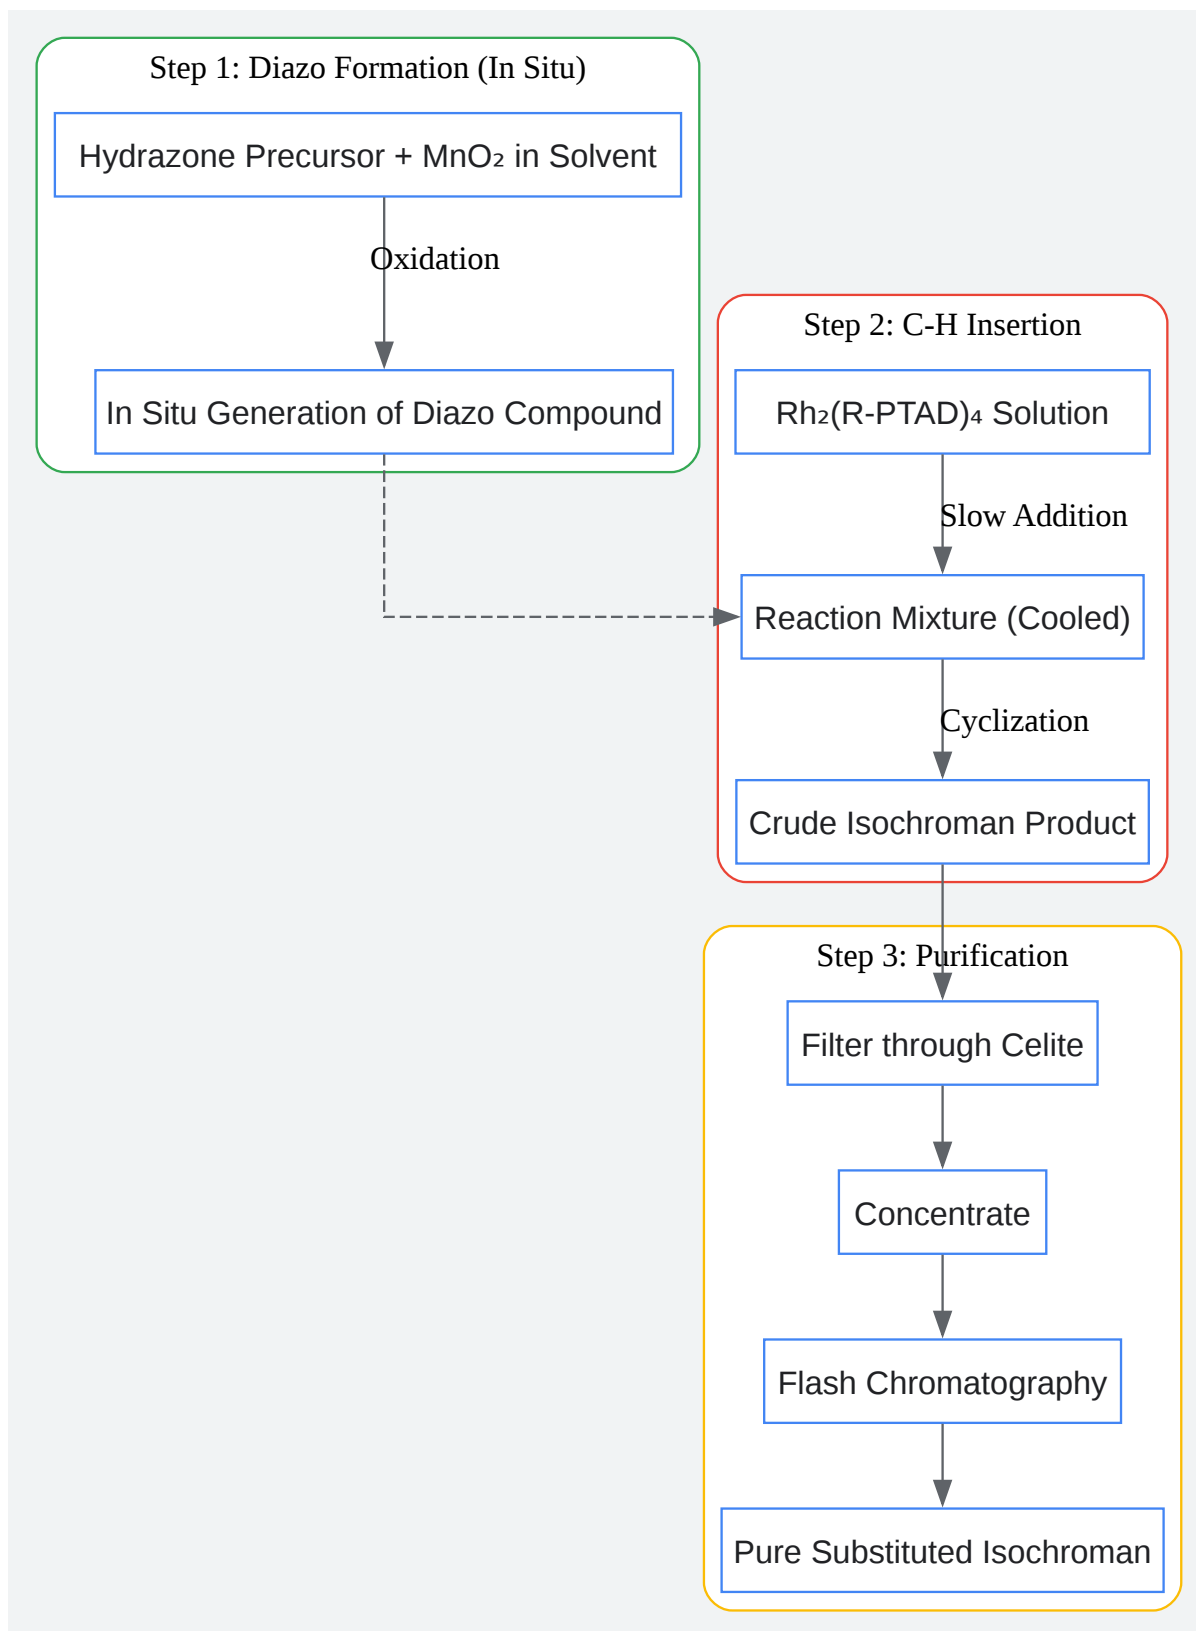 Step 1: Diazo Formation (In Situ)
Hydrazone Precursor + MnO₂ in Solvent
Oxidation
In Situ Generation of Diazo Compound
Step 2: C-H Insertion
Rh₂(R-PTAD)₄ Solution
Slow Addition
Reaction Mixture (Cooled)
Cyclization
Crude Isochroman Product
Step 3: Purification
Filter through Celite
Concentrate
Flash Chromatography
Pure Substituted Isochroman